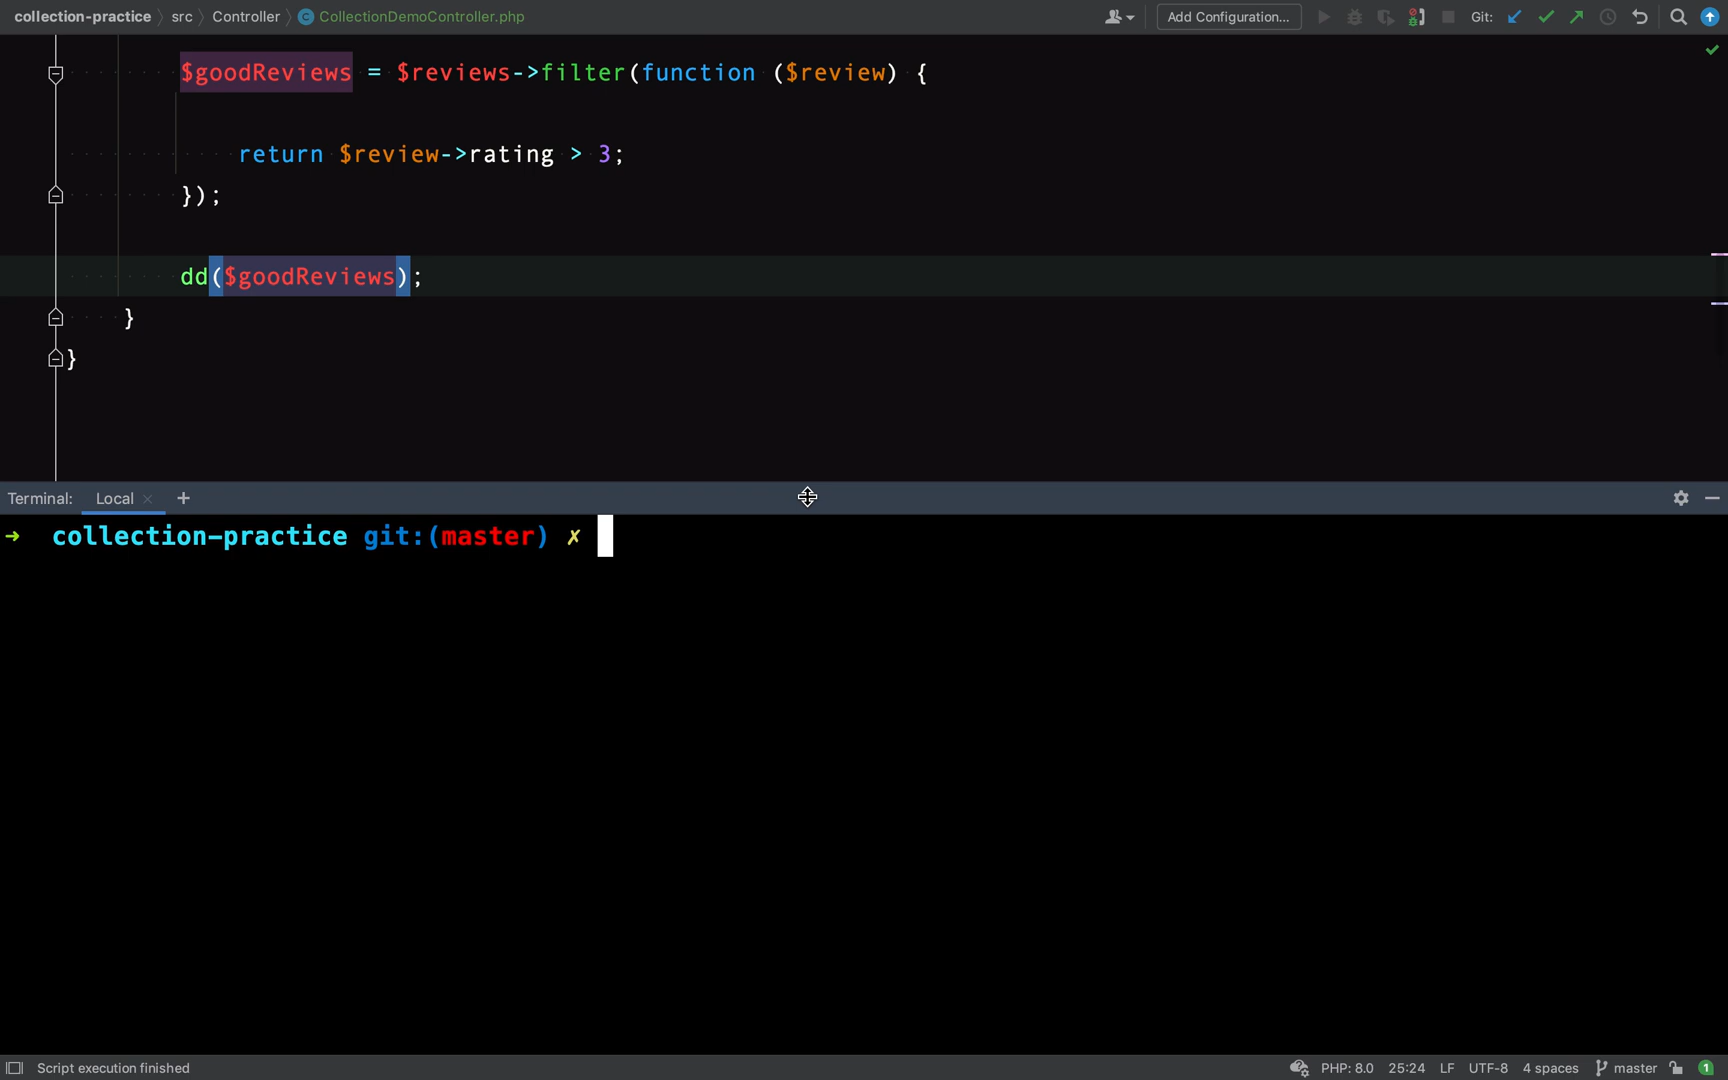 collection-practice src Controller CollectionDemoController.php Add Configuration... Git:
$goodReviews = $reviews->filter(function ($review) {
return $review->rating > 3;
});
dd($goodReviews);
}
}
Terminal: Local × +
→ collection-practice git:(master) ✗
Script execution finished PHP: 8.0 25:24 LF UTF-8 4 spaces master 1